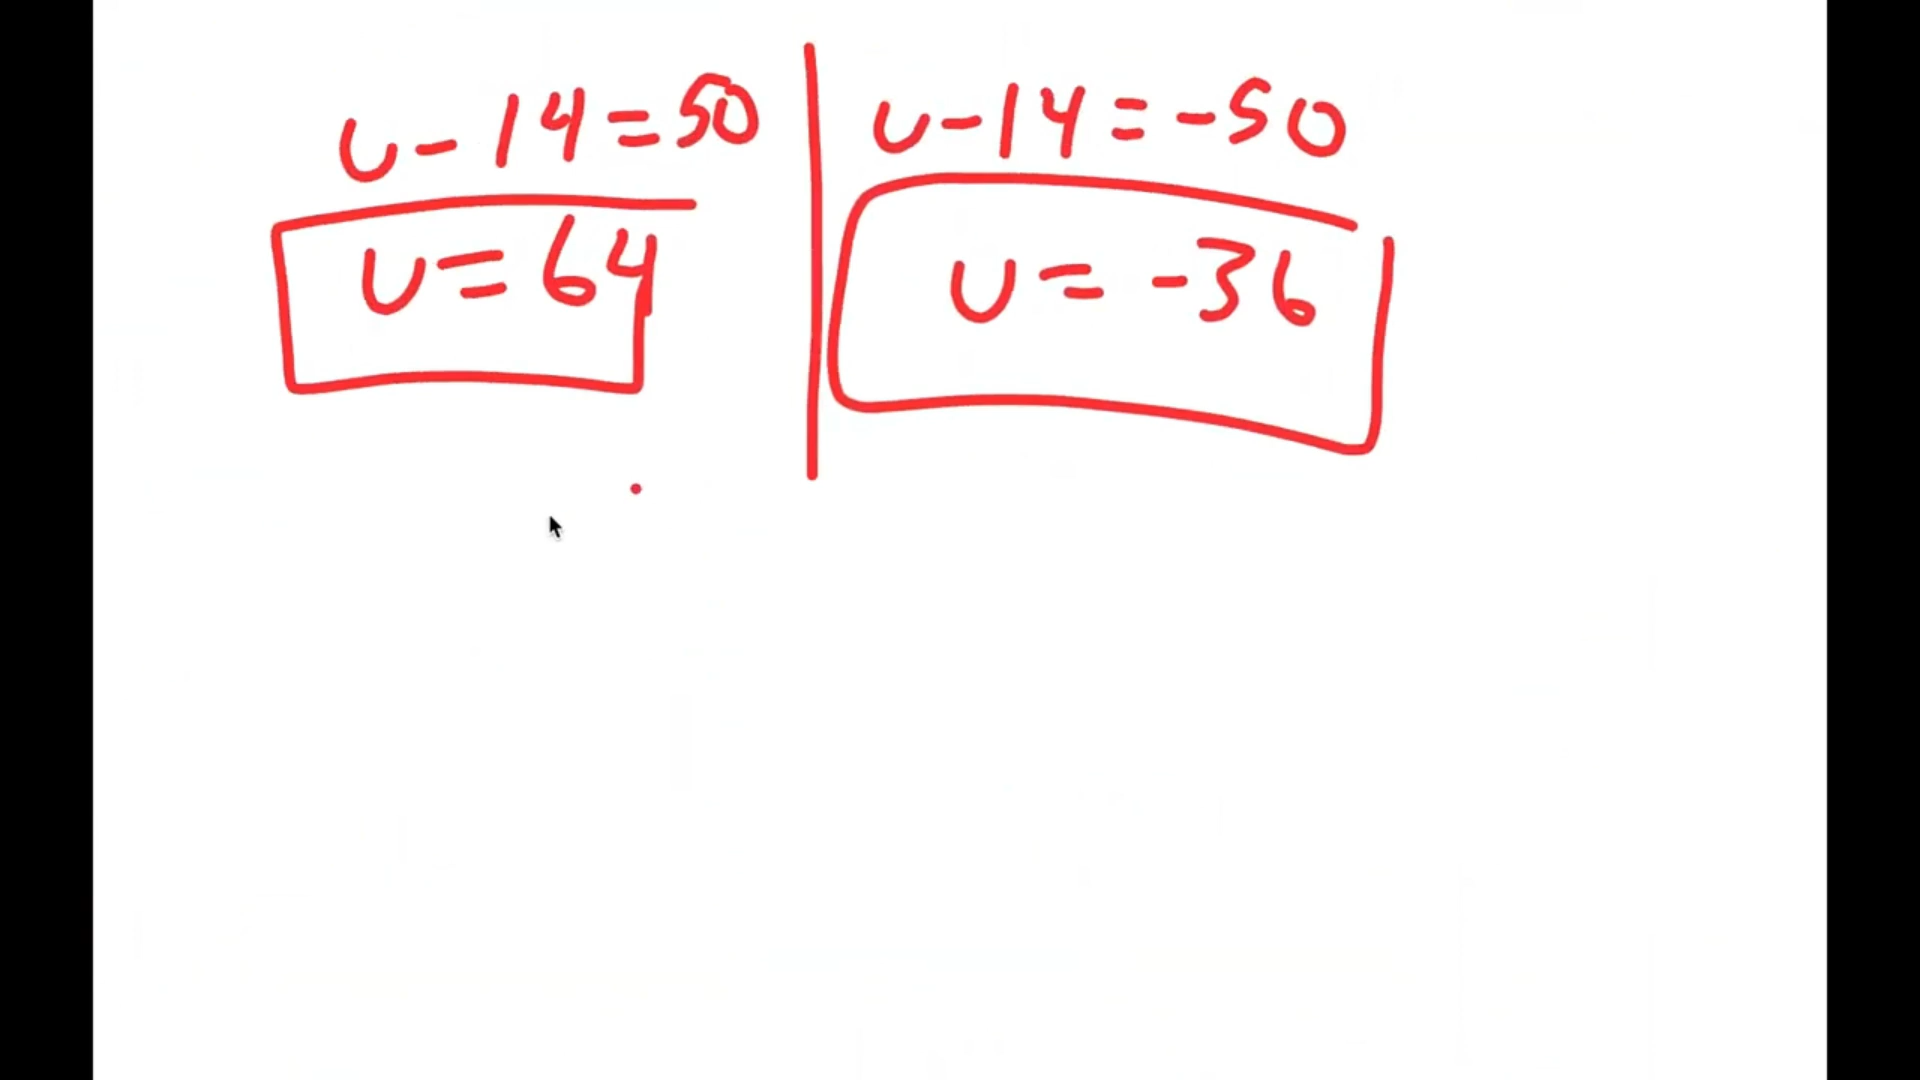 u - 14 = 50
u = 64
u - 14 = -50
u = -36